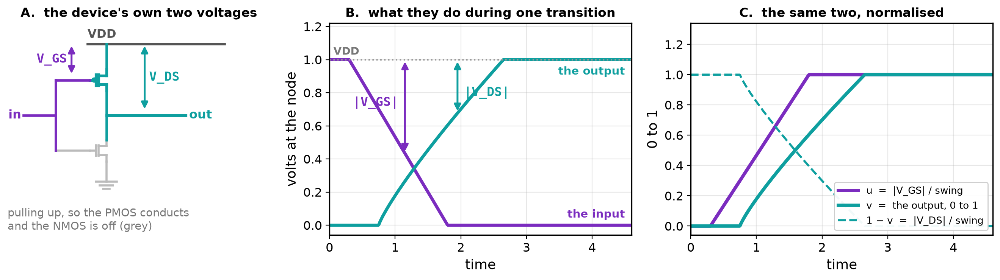 A.  the device's own two voltages
VDD
V_GS
V_DS
in
out
pulling up, so the PMOS conducts
and the NMOS is off (grey)
B.  what they do during one transition
volts at the node
1.2
1.0
0.8
0.6
0.4
0.2
0.0
VDD
|V_GS|
|V_DS|
the output
the input
0
1
2
3
4
time
C.  the same two, normalised
0 to 1
1.2
1.0
0.8
0.6
0.4
0.2
0.0
u  =  |V_GS| / swing
v  =  the output, 0 to 1
1 − v  =  |V_DS| / swing
0
1
2
3
4
time